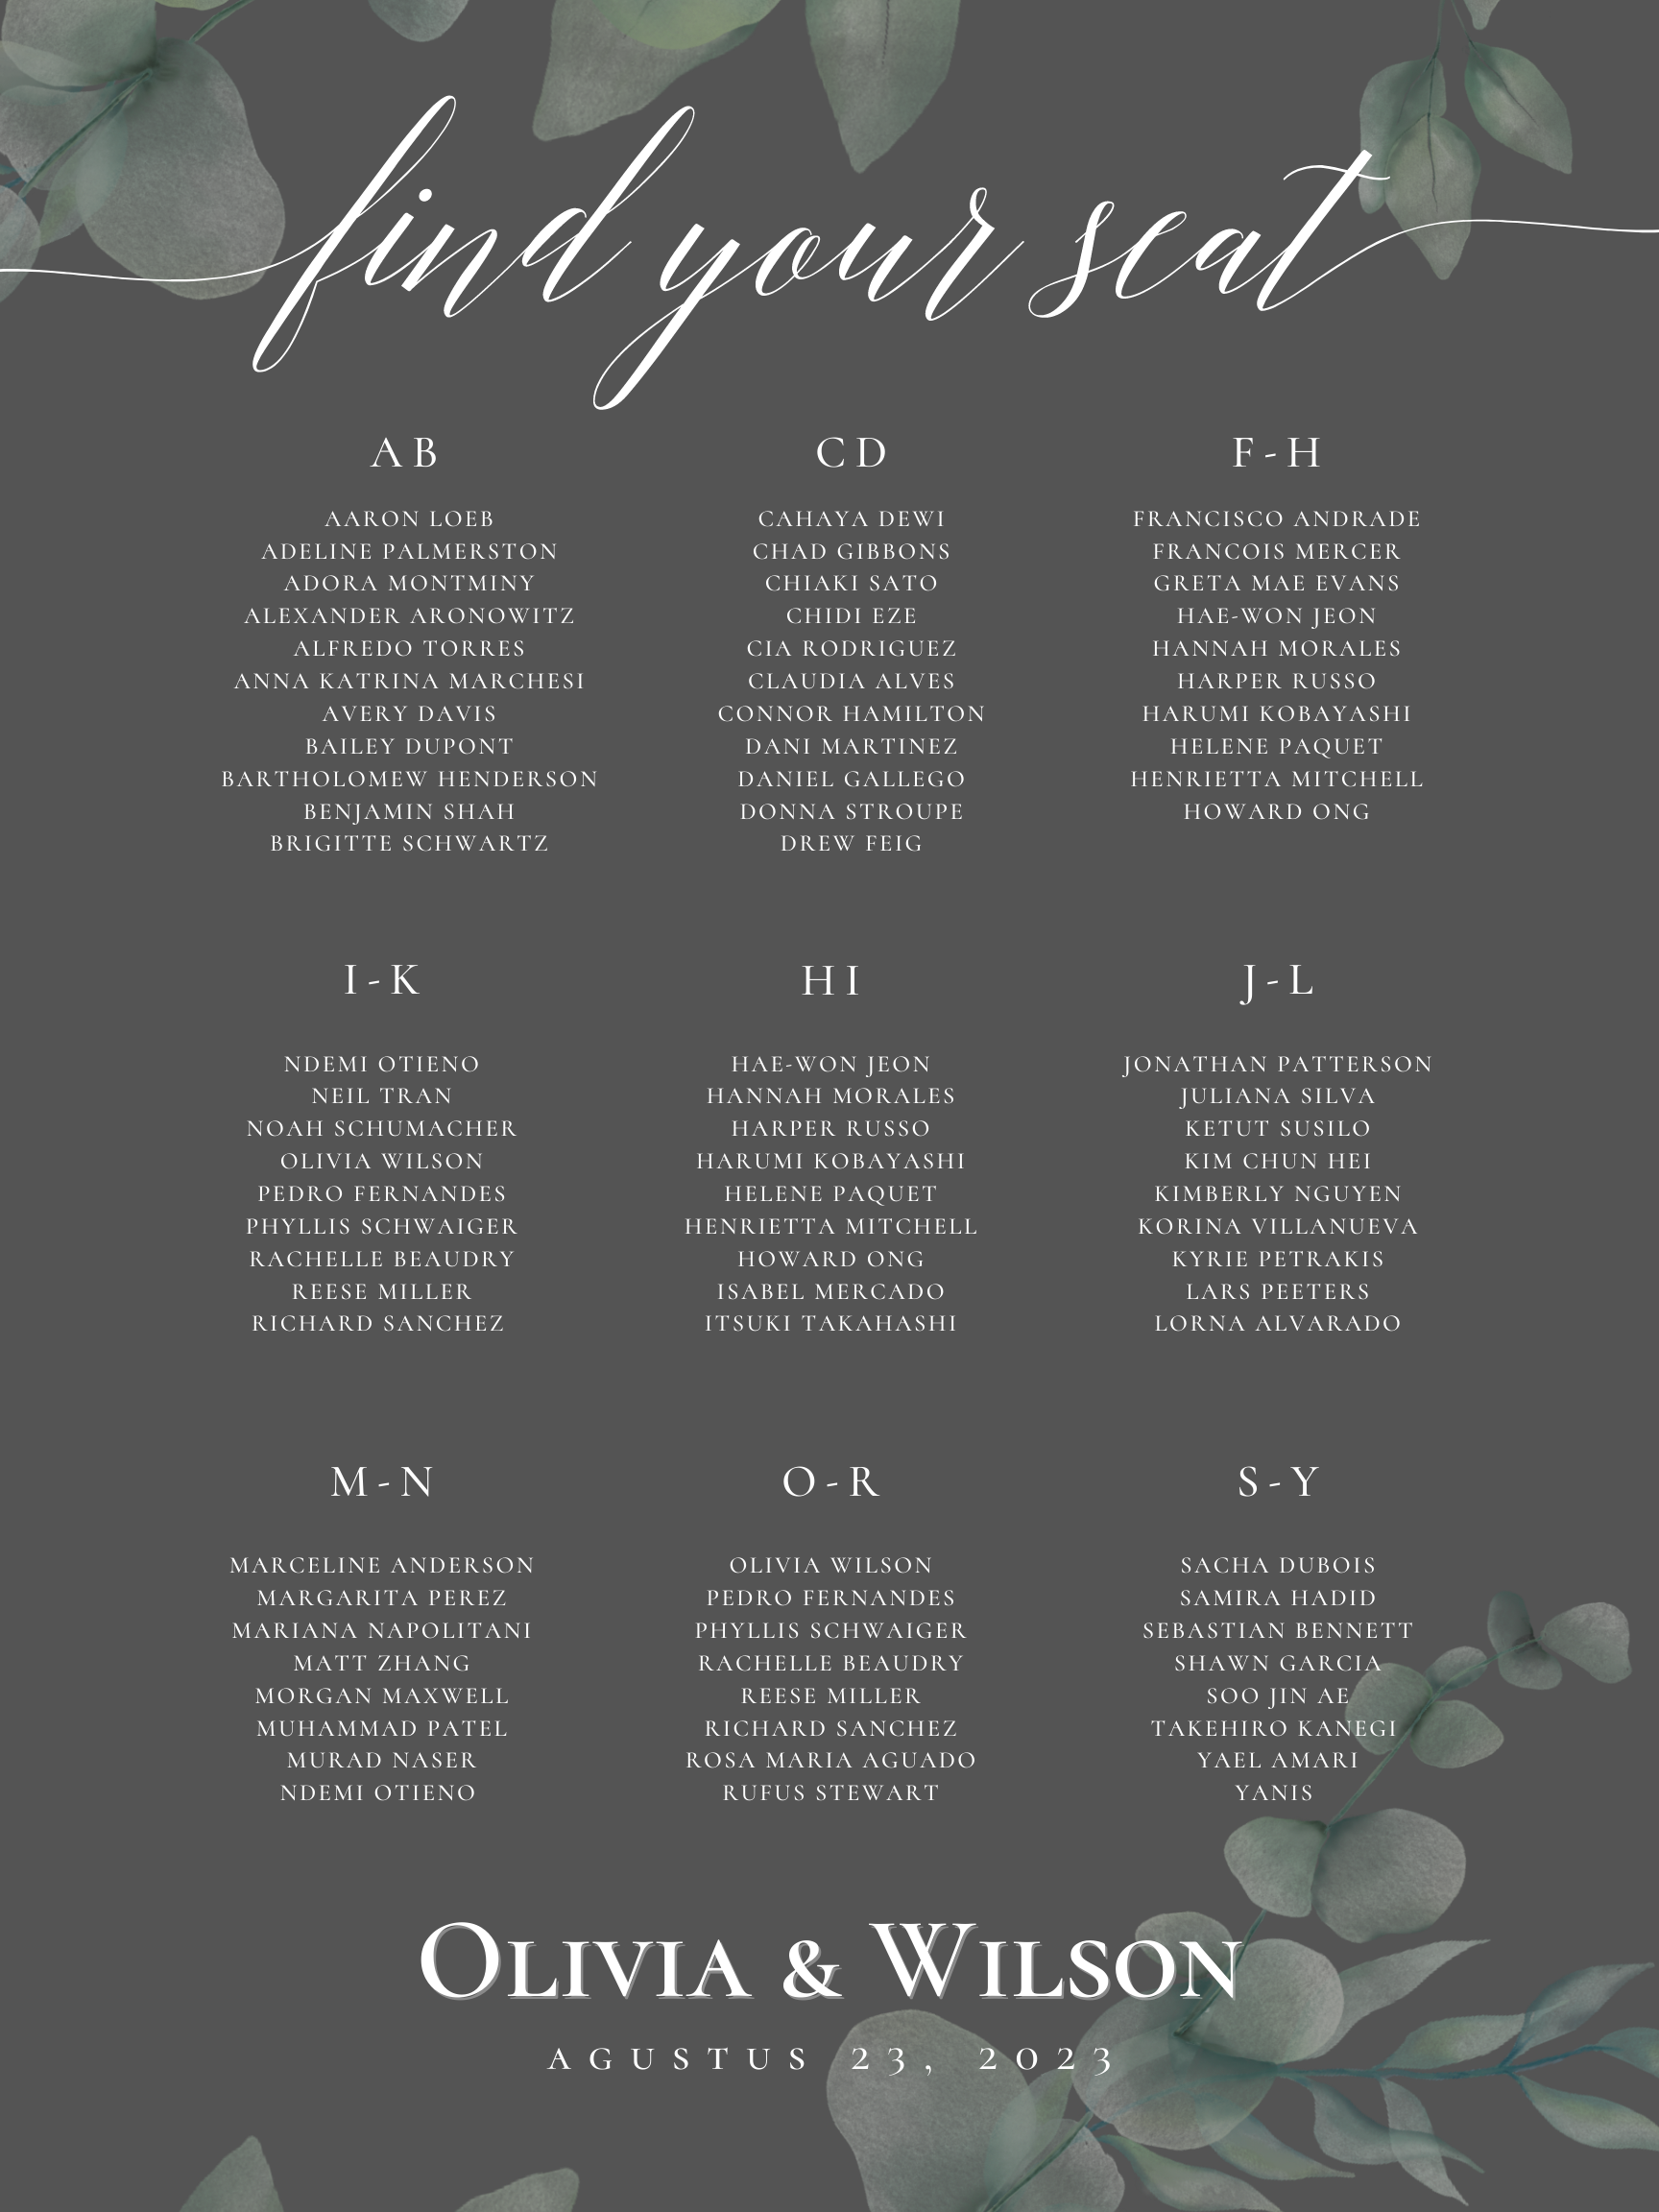 find your seat
AB
AARON LOEB
ADELINE PALMERSTON
ADORA MONTMINY
ALEXANDER ARONOWITZ
ALFREDO TORRES
ANNA KATRINA MARCHESI
AVERY DAVIS
BAILEY DUPONT
BARTHOLOMEW HENDERSON
BENJAMIN SHAH
BRIGITTE SCHWARTZ
CD
CAHAYA DEWI
CHAD GIBBONS
CHIAKI SATO
CHIDI EZE
CIA RODRIGUEZ
CLAUDIA ALVES
CONNOR HAMILTON
DANI MARTINEZ
DANIEL GALLEGO
DONNA STROUPE
DREW FEIG
F-H
FRANCISCO ANDRADE
FRANCOIS MERCER
GRETA MAE EVANS
HAE-WON JEON
HANNAH MORALES
HARPER RUSSO
HARUMI KOBAYASHI
HELENE PAQUET
HENRIETTA MITCHELL
HOWARD ONG
I-K
NDEMI OTIENO
NEIL TRAN
NOAH SCHUMACHER
OLIVIA WILSON
PEDRO FERNANDES
PHYLLIS SCHWAIGER
RACHELLE BEAUDRY
REESE MILLER
RICHARD SANCHEZ
HI
HAE-WON JEON
HANNAH MORALES
HARPER RUSSO
HARUMI KOBAYASHI
HELENE PAQUET
HENRIETTA MITCHELL
HOWARD ONG
ISABEL MERCADO
ITSUKI TAKAHASHI
J-L
JONATHAN PATTERSON
JULIANA SILVA
KETUT SUSILO
KIM CHUN HEI
KIMBERLY NGUYEN
KORINA VILLANUEVA
KYRIE PETRAKIS
LARS PEETERS
LORNA ALVARADO
M-N
MARCELINE ANDERSON
MARGARITA PEREZ
MARIANA NAPOLITANI
MATT ZHANG
MORGAN MAXWELL
MUHAMMAD PATEL
MURAD NASER
NDEMI OTIENO
O-R
OLIVIA WILSON
PEDRO FERNANDES
PHYLLIS SCHWAIGER
RACHELLE BEAUDRY
REESE MILLER
RICHARD SANCHEZ
ROSA MARIA AGUADO
RUFUS STEWART
S-Y
SACHA DUBOIS
SAMIRA HADID
SEBASTIAN BENNETT
SHAWN GARCIA
SOO JIN AE
TAKEHIRO KANEGI
YAEL AMARI
YANIS
OLIVIA & WILSON
AGUSTUS 23, 2023